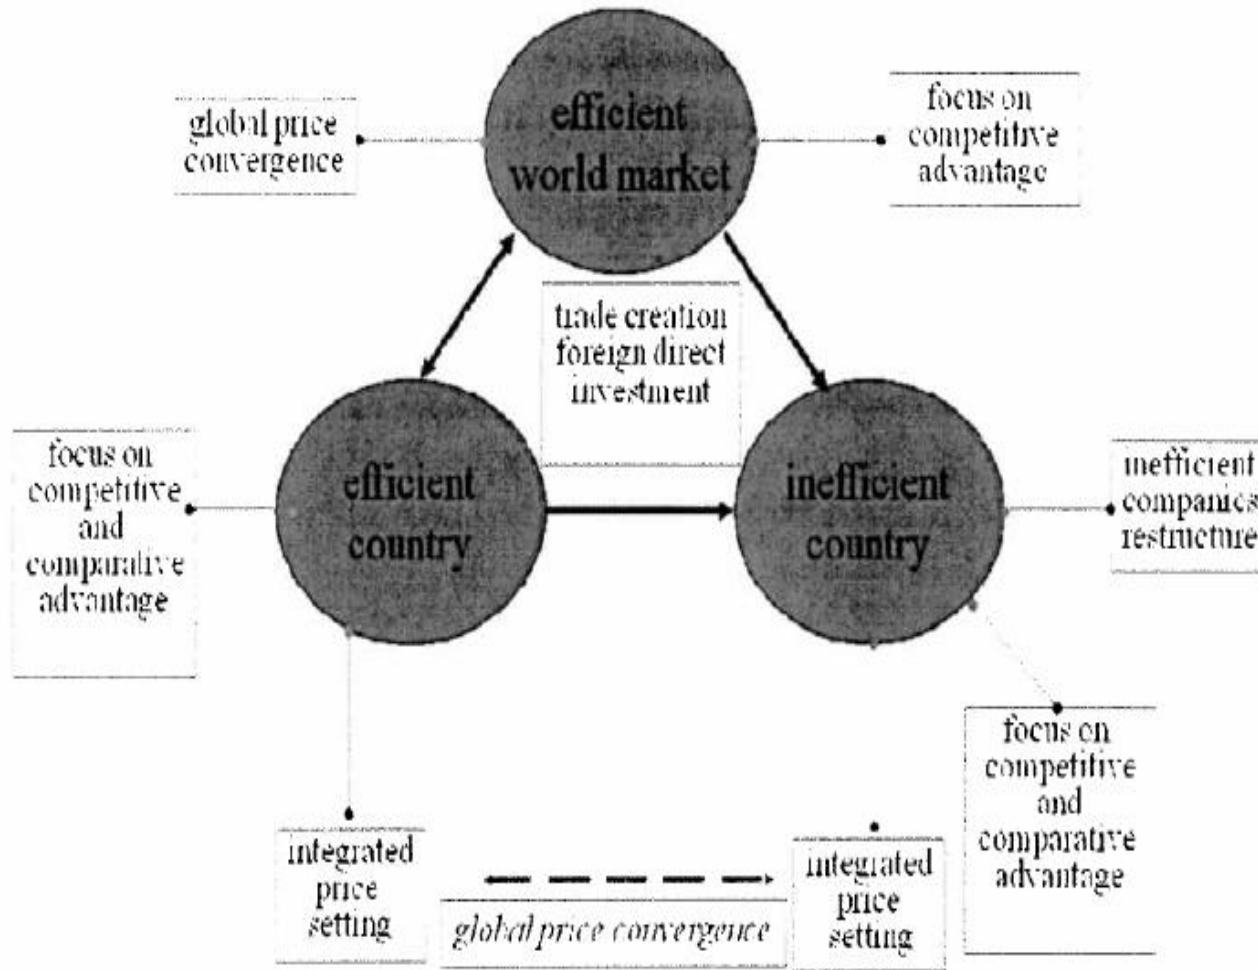 efficient
world market
global price
convergence
focus on
competitive
advantage
trade creation
foreign direct
investment
focus on
competitive
and
comparative
advantage
efficient
country
inefficient
country
inefficient
companies
restructure
focus on
competitive
and
comparative
advantage
integrated
price
setting
global price convergence
integrated
price
setting